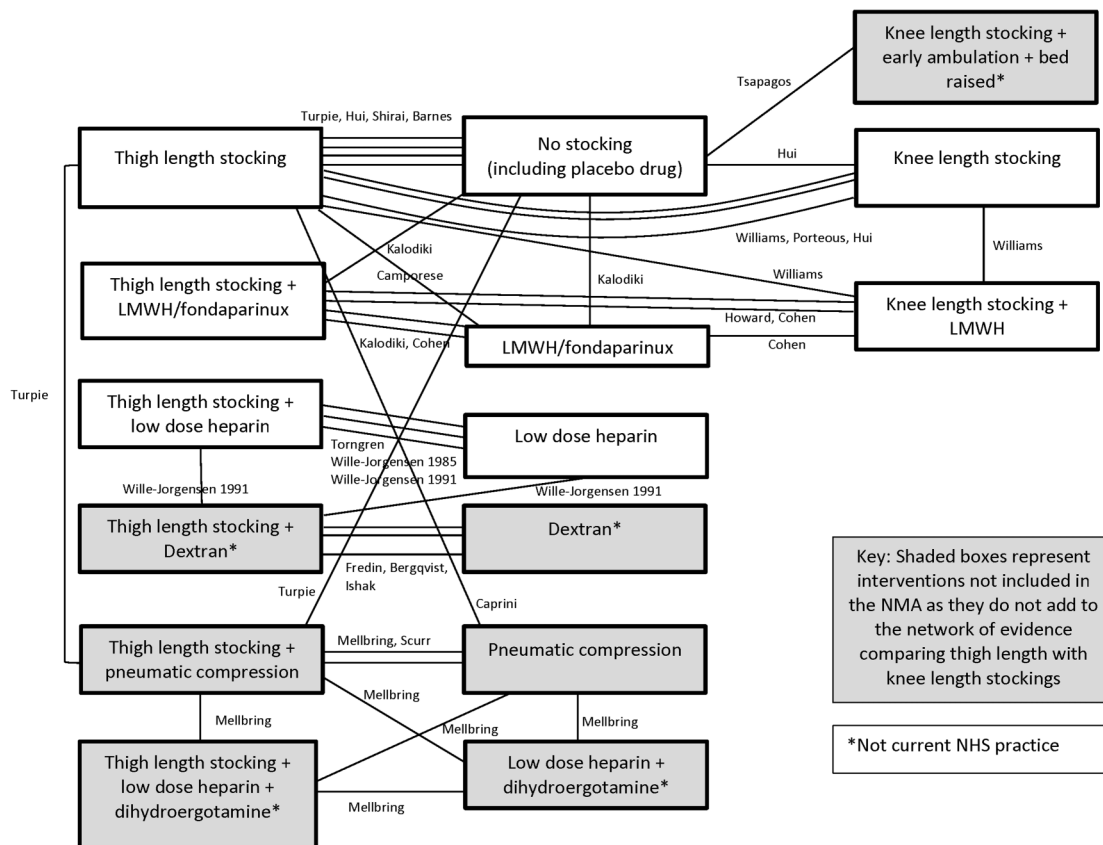 Knee length stocking +
early ambulation + bed
raised*
Tsapagos
Turpie, Hui, Shirai, Barnes
Thigh length stocking
No stocking
(including placebo drug)
Hui
Knee length stocking
Williams, Porteous, Hui
Williams
Kalodiki
Camporese
Kalodiki
Williams
Thigh length stocking +
LMWH/fondaparinux
Knee length stocking +
LMWH
Howard, Cohen
Kalodiki, Cohen
LMWH/fondaparinux
Cohen
Turpie
Thigh length stocking +
low dose heparin
Low dose heparin
Torngren
Wille-Jorgensen 1985
Wille-Jorgensen 1991
Wille-Jorgensen 1991
Wille-Jorgensen 1991
Thigh length stocking +
Dextran*
Dextran*
Fredin, Bergqvist,
Ishak
Turpie
Caprini
Key: Shaded boxes represent
interventions not included in
the NMA as they do not add to
the network of evidence
comparing thigh length with
knee length stockings
Thigh length stocking +
pneumatic compression
Mellbring, Scurr
Pneumatic compression
Mellbring
Mellbring
Mellbring
Mellbring
*Not current NHS practice
Thigh length stocking +
low dose heparin +
dihydroergotamine*
Low dose heparin +
dihydroergotamine*
Mellbring